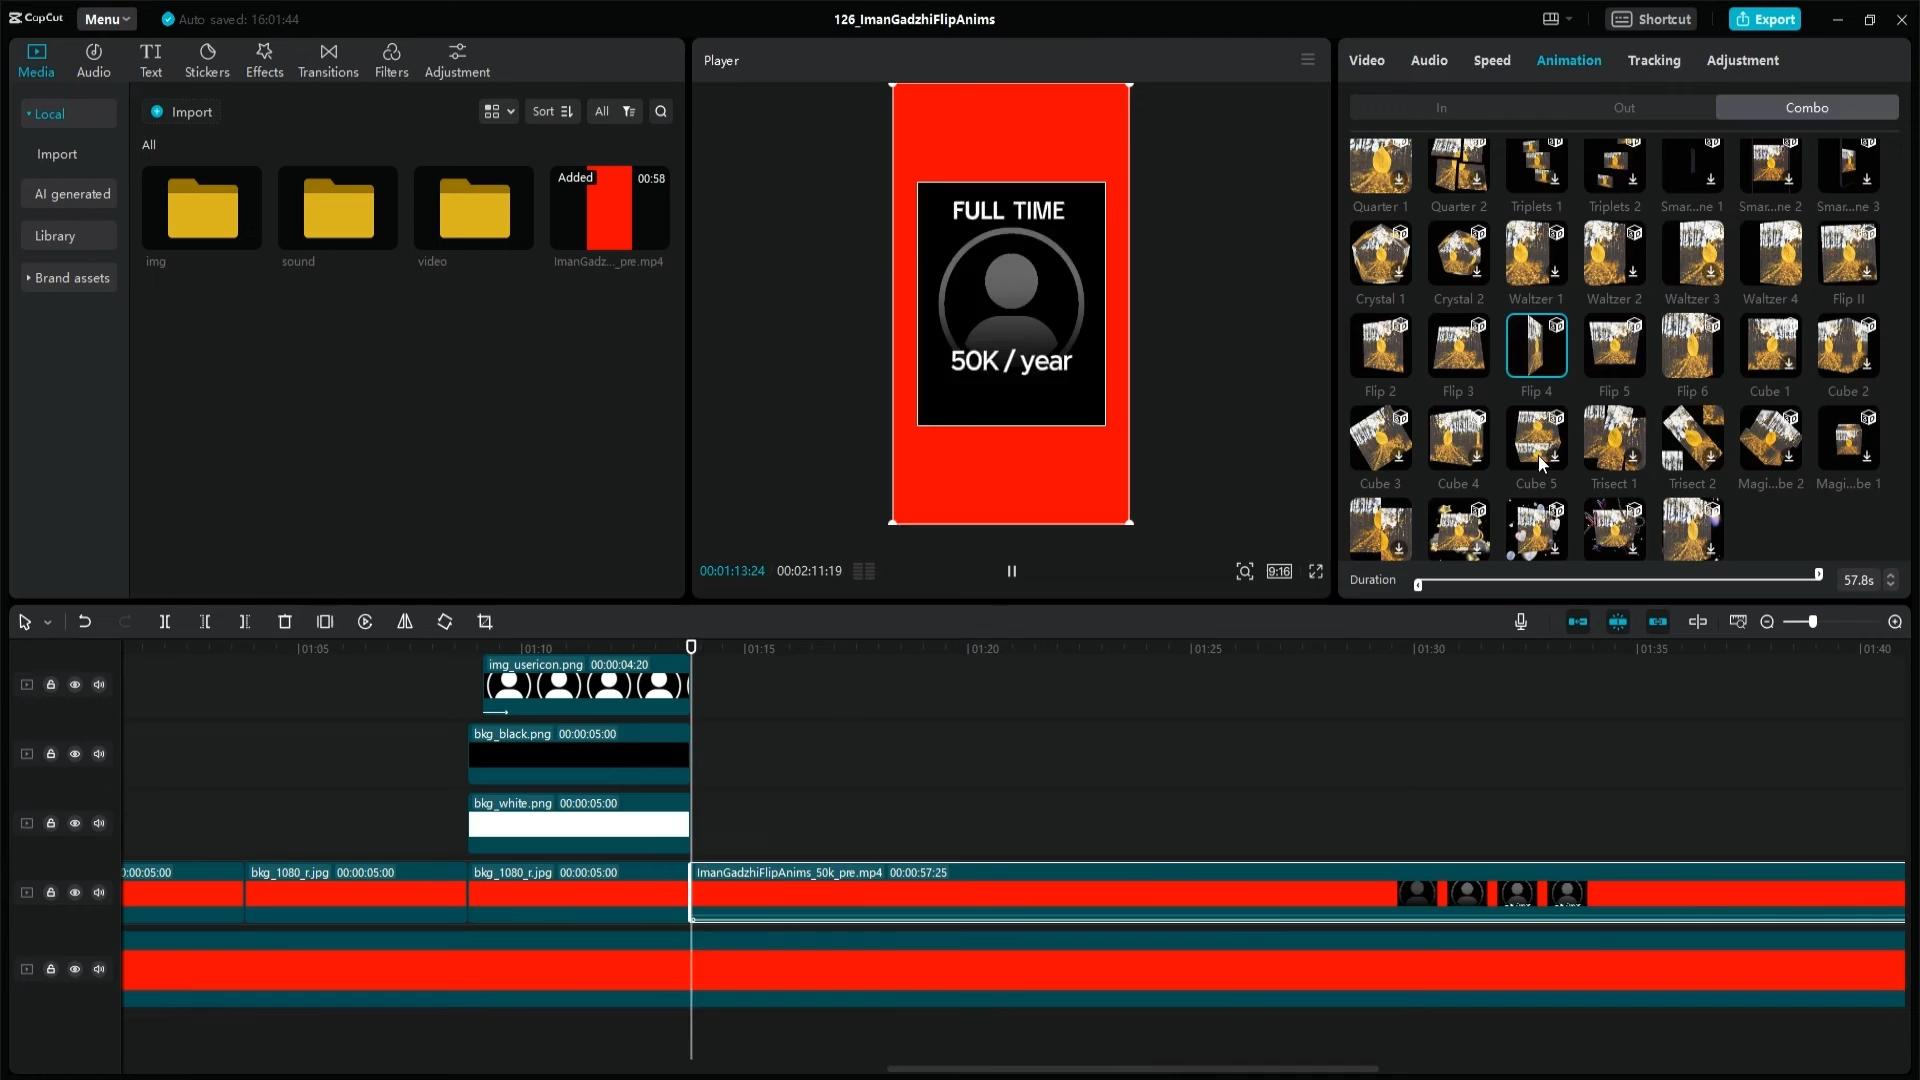 CapCut
Menu
Auto saved: 16:01:44
126_ImanGadzhiFlipAnims
Shortcut
Export
Media
Audio
Text
Stickers
Effects
Transitions
Filters
Adjustment
Local
Import
AI generated
Library
Brand assets
Import
Sort
All
All
Added
00:58
img
sound
video
ImanGadz..._pre.mp4
Player
FULL TIME
50K / year
00:01:13:24
00:02:11:19
9:16
Video
Audio
Speed
Animation
Tracking
Adjustment
In
Out
Combo
Quarter 1
Quarter 2
Triplets 1
Triplets 2
Smar...ne 1
Smar...ne 2
Smar...ne 3
Crystal 1
Crystal 2
Waltzer 1
Waltzer 2
Waltzer 3
Waltzer 4
Flip II
Flip 2
Flip 3
Flip 4
Flip 5
Flip 6
Cube 1
Cube 2
Cube 3
Cube 4
Cube 5
Trisect 1
Trisect 2
Magi...be 2
Magi...be 1
Duration
57.8s
01:05
01:10
01:15
01:20
01:25
01:30
01:35
01:40
img_usericon.png 00:00:04:20
bkg_black.png 00:00:05:00
bkg_white.png 00:00:05:00
0:00:05:00
bkg_1080_r.jpg 00:00:05:00
bkg_1080_r.jpg 00:00:05:00
ImanGadzhiFlipAnims_50k_pre.mp4 00:00:57:25